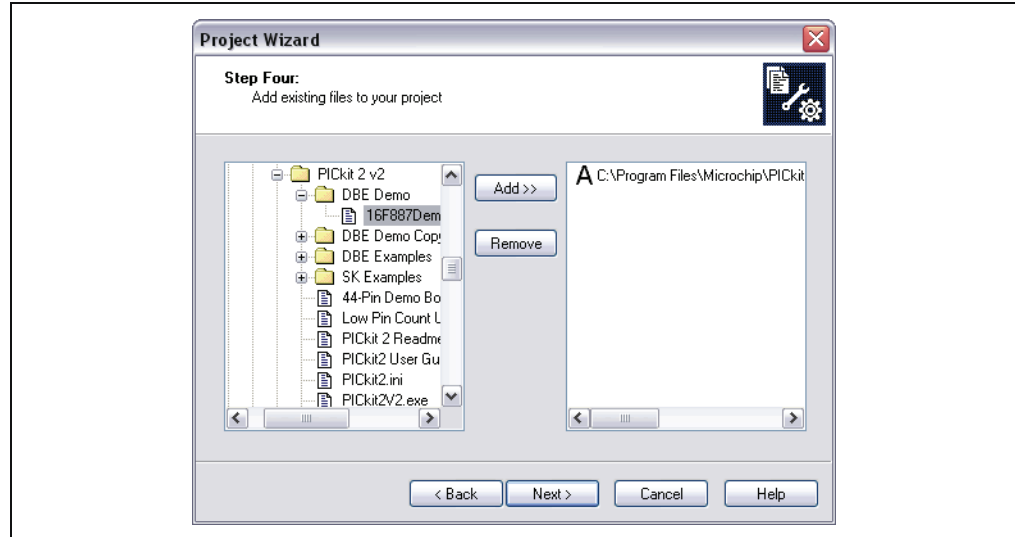 Project Wizard
Step Four:
Add existing files to your project
PICkit 2 v2
DBE Demo
16F887Dem
DBE Demo Cop
DBE Examples
SK Examples
44-Pin Demo Bo
Low Pin Count U
PICkit 2 Readme
PICkit2 User Gu
PICkit2.ini
PICkit2V2.exe
Add >>
Remove
A C:\Program Files\Microchip\PICkit
< Back
Next >
Cancel
Help